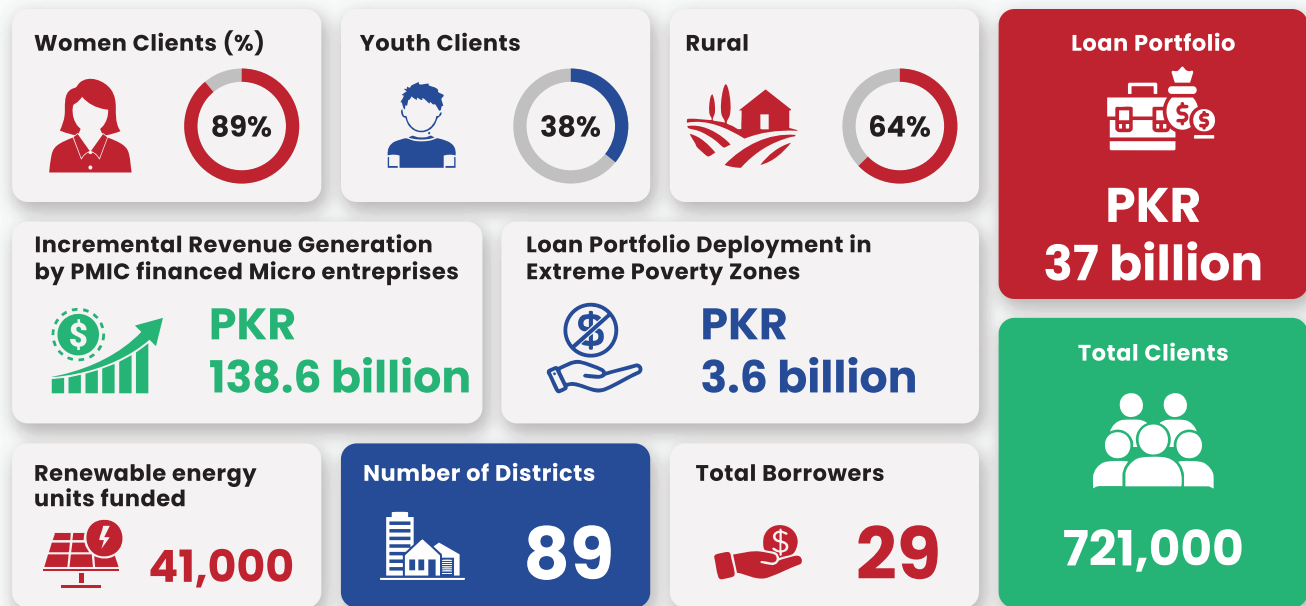 Women Clients (%)
89%
Youth Clients
38%
Rural
64%
Loan Portfolio
PKR
37 billion
Incremental Revenue Generation
by PMIC financed Micro entreprises
PKR
138.6 billion
Loan Portfolio Deployment in
Extreme Poverty Zones
PKR
3.6 billion
Total Clients
721,000
Renewable energy
units funded
41,000
Number of Districts
89
Total Borrowers
29